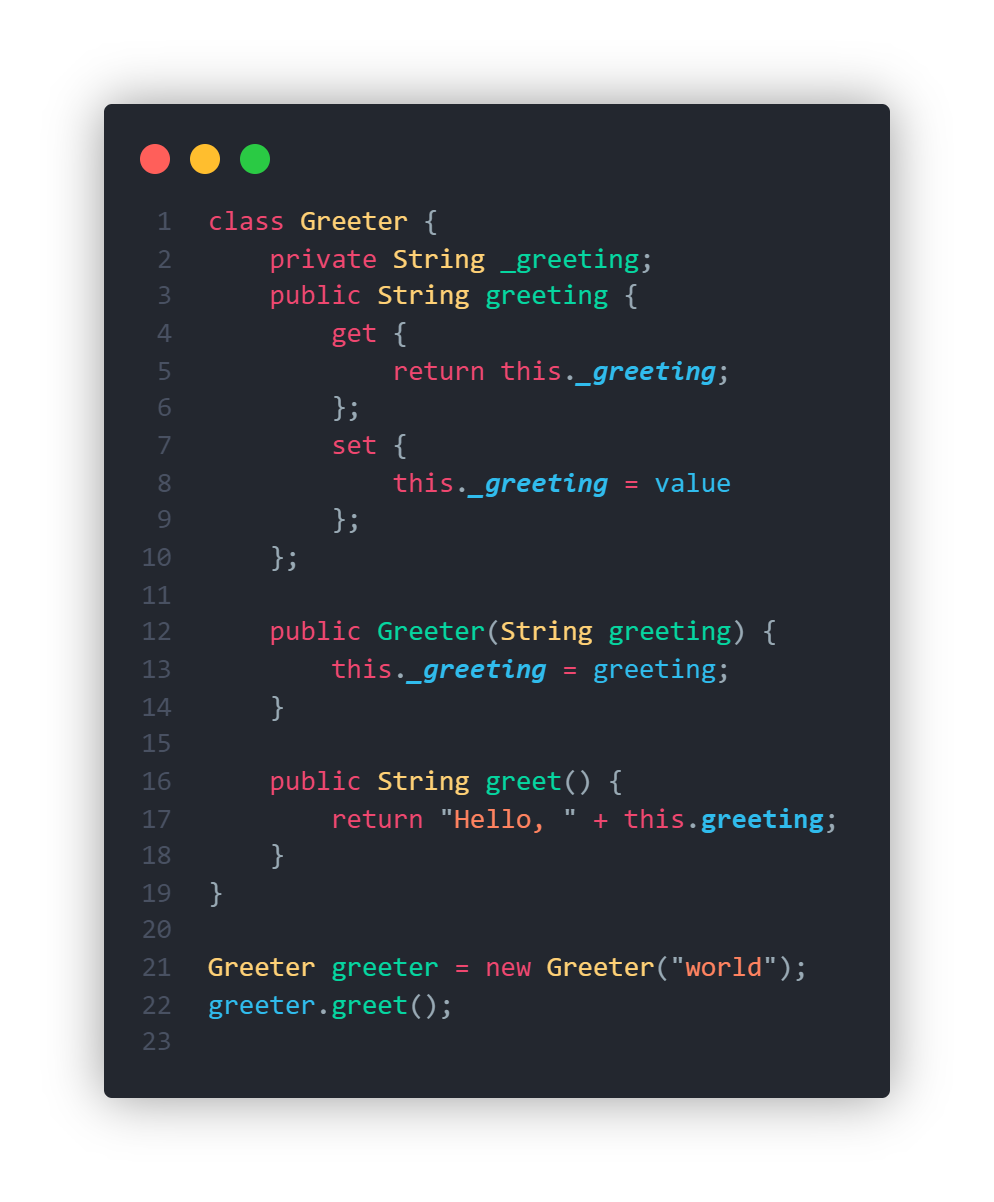 1 class Greeter {
2     private String _greeting;
3     public String greeting {
4         get {
5             return this._greeting;
6         };
7         set {
8             this._greeting = value
9         };
10     };
11
12     public Greeter(String greeting) {
13         this._greeting = greeting;
14     }
15
16     public String greet() {
17         return "Hello, " + this.greeting;
18     }
19 }
20
21 Greeter greeter = new Greeter("world");
22 greeter.greet();
23